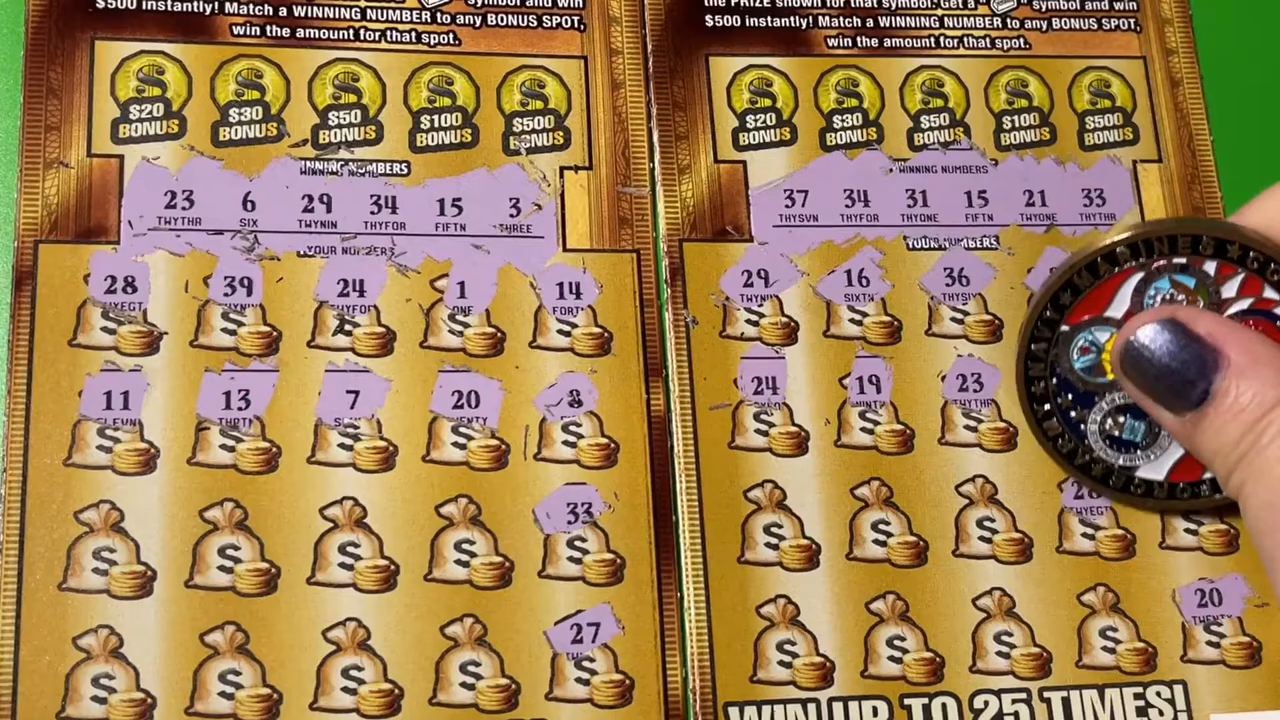 symbol and win
$500 instantly! Match a WINNING NUMBER to any BONUS SPOT,
win the amount for that spot.
$20 BONUS $30 BONUS $50 BONUS $100 BONUS $500 BONUS
WINNING NUMBERS
23 6 29 34 15 3
TWYTHR SIX TWYNIN THYFOR FIFTN THREE
YOUR NUMBERS
28 39 24 1 14
ONE
11 13 7 20 8
33
27
the PRIZE shown for that symbol. Get a " " symbol and win
$500 instantly! Match a WINNING NUMBER to any BONUS SPOT,
win the amount for that spot.
$20 BONUS $30 BONUS $50 BONUS $100 BONUS $500 BONUS
WINNING NUMBERS
37 34 31 15 21 33
THYSVN THYFOR THYONE FIFTN TWYONE THYTHR
YOUR NUMBERS
29 16 36
SIXTN
24 19 23
TWYTHR
28
TWYEGT
20
TWENTY
WIN UP TO 25 TIMES!
NAVY ★ MARINES ★